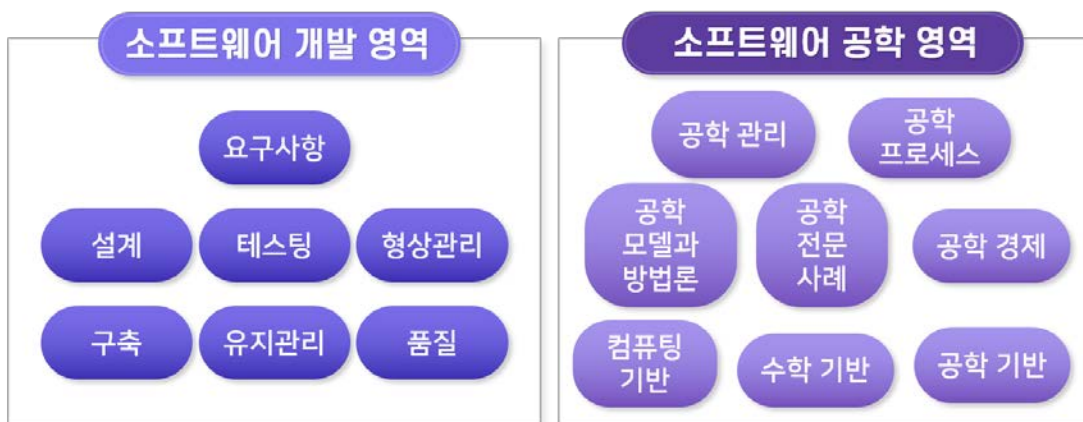 소프트웨어 개발 영역
요구사항
설계
테스팅
형상관리
구축
유지관리
품질
소프트웨어 공학 영역
공학 관리
공학
프로세스
공학
모델과
방법론
공학
전문
사례
공학 경제
컴퓨팅
기반
수학 기반
공학 기반